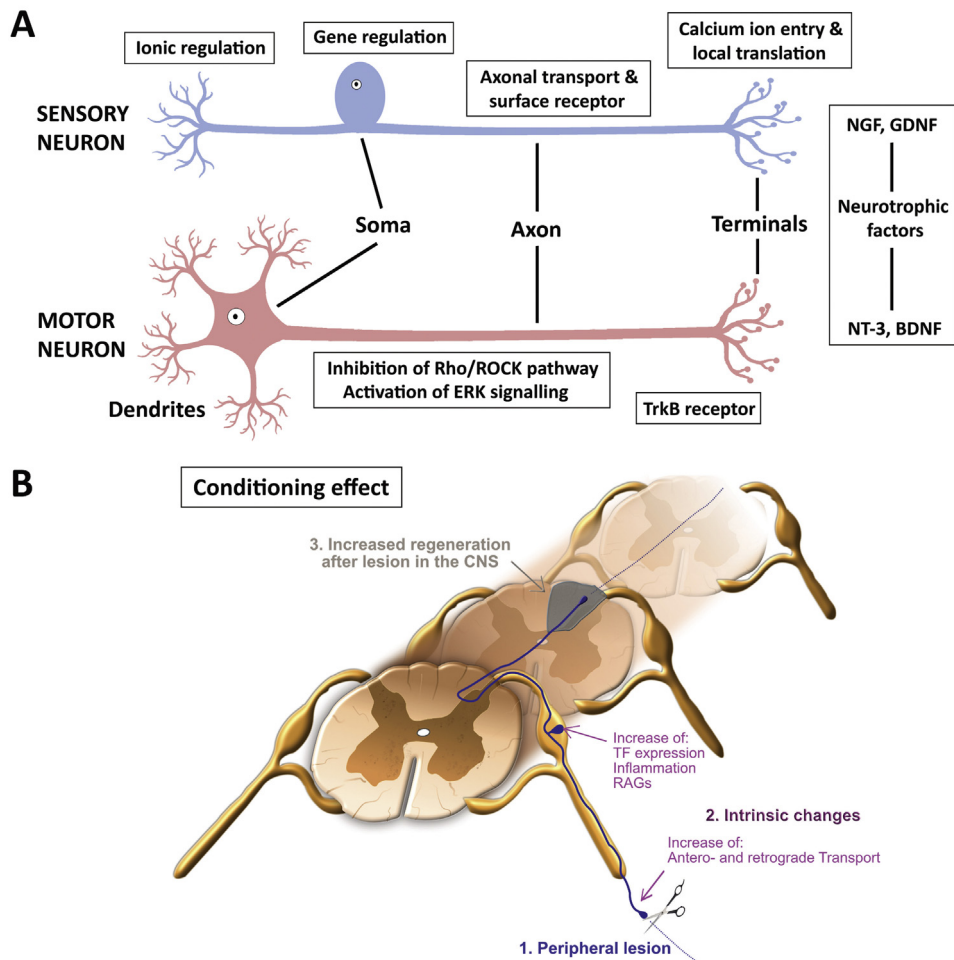 A
Ionic regulation
Gene regulation
Calcium ion entry &
local translation
Axonal transport &
surface receptor
SENSORY
NEURON
NGF, GDNF
Neurotrophic
factors
NT-3, BDNF
Soma
Axon
Terminals
MOTOR
NEURON
Inhibition of Rho/ROCK pathway
Activation of ERK signalling
Dendrites
TrkB receptor
B
Conditioning effect
3. Increased regeneration
after lesion in the CNS
Increase of:
TF expression
Inflammation
RAGs
2. Intrinsic changes
Increase of:
Antero- and retrograde Transport
1. Peripheral lesion